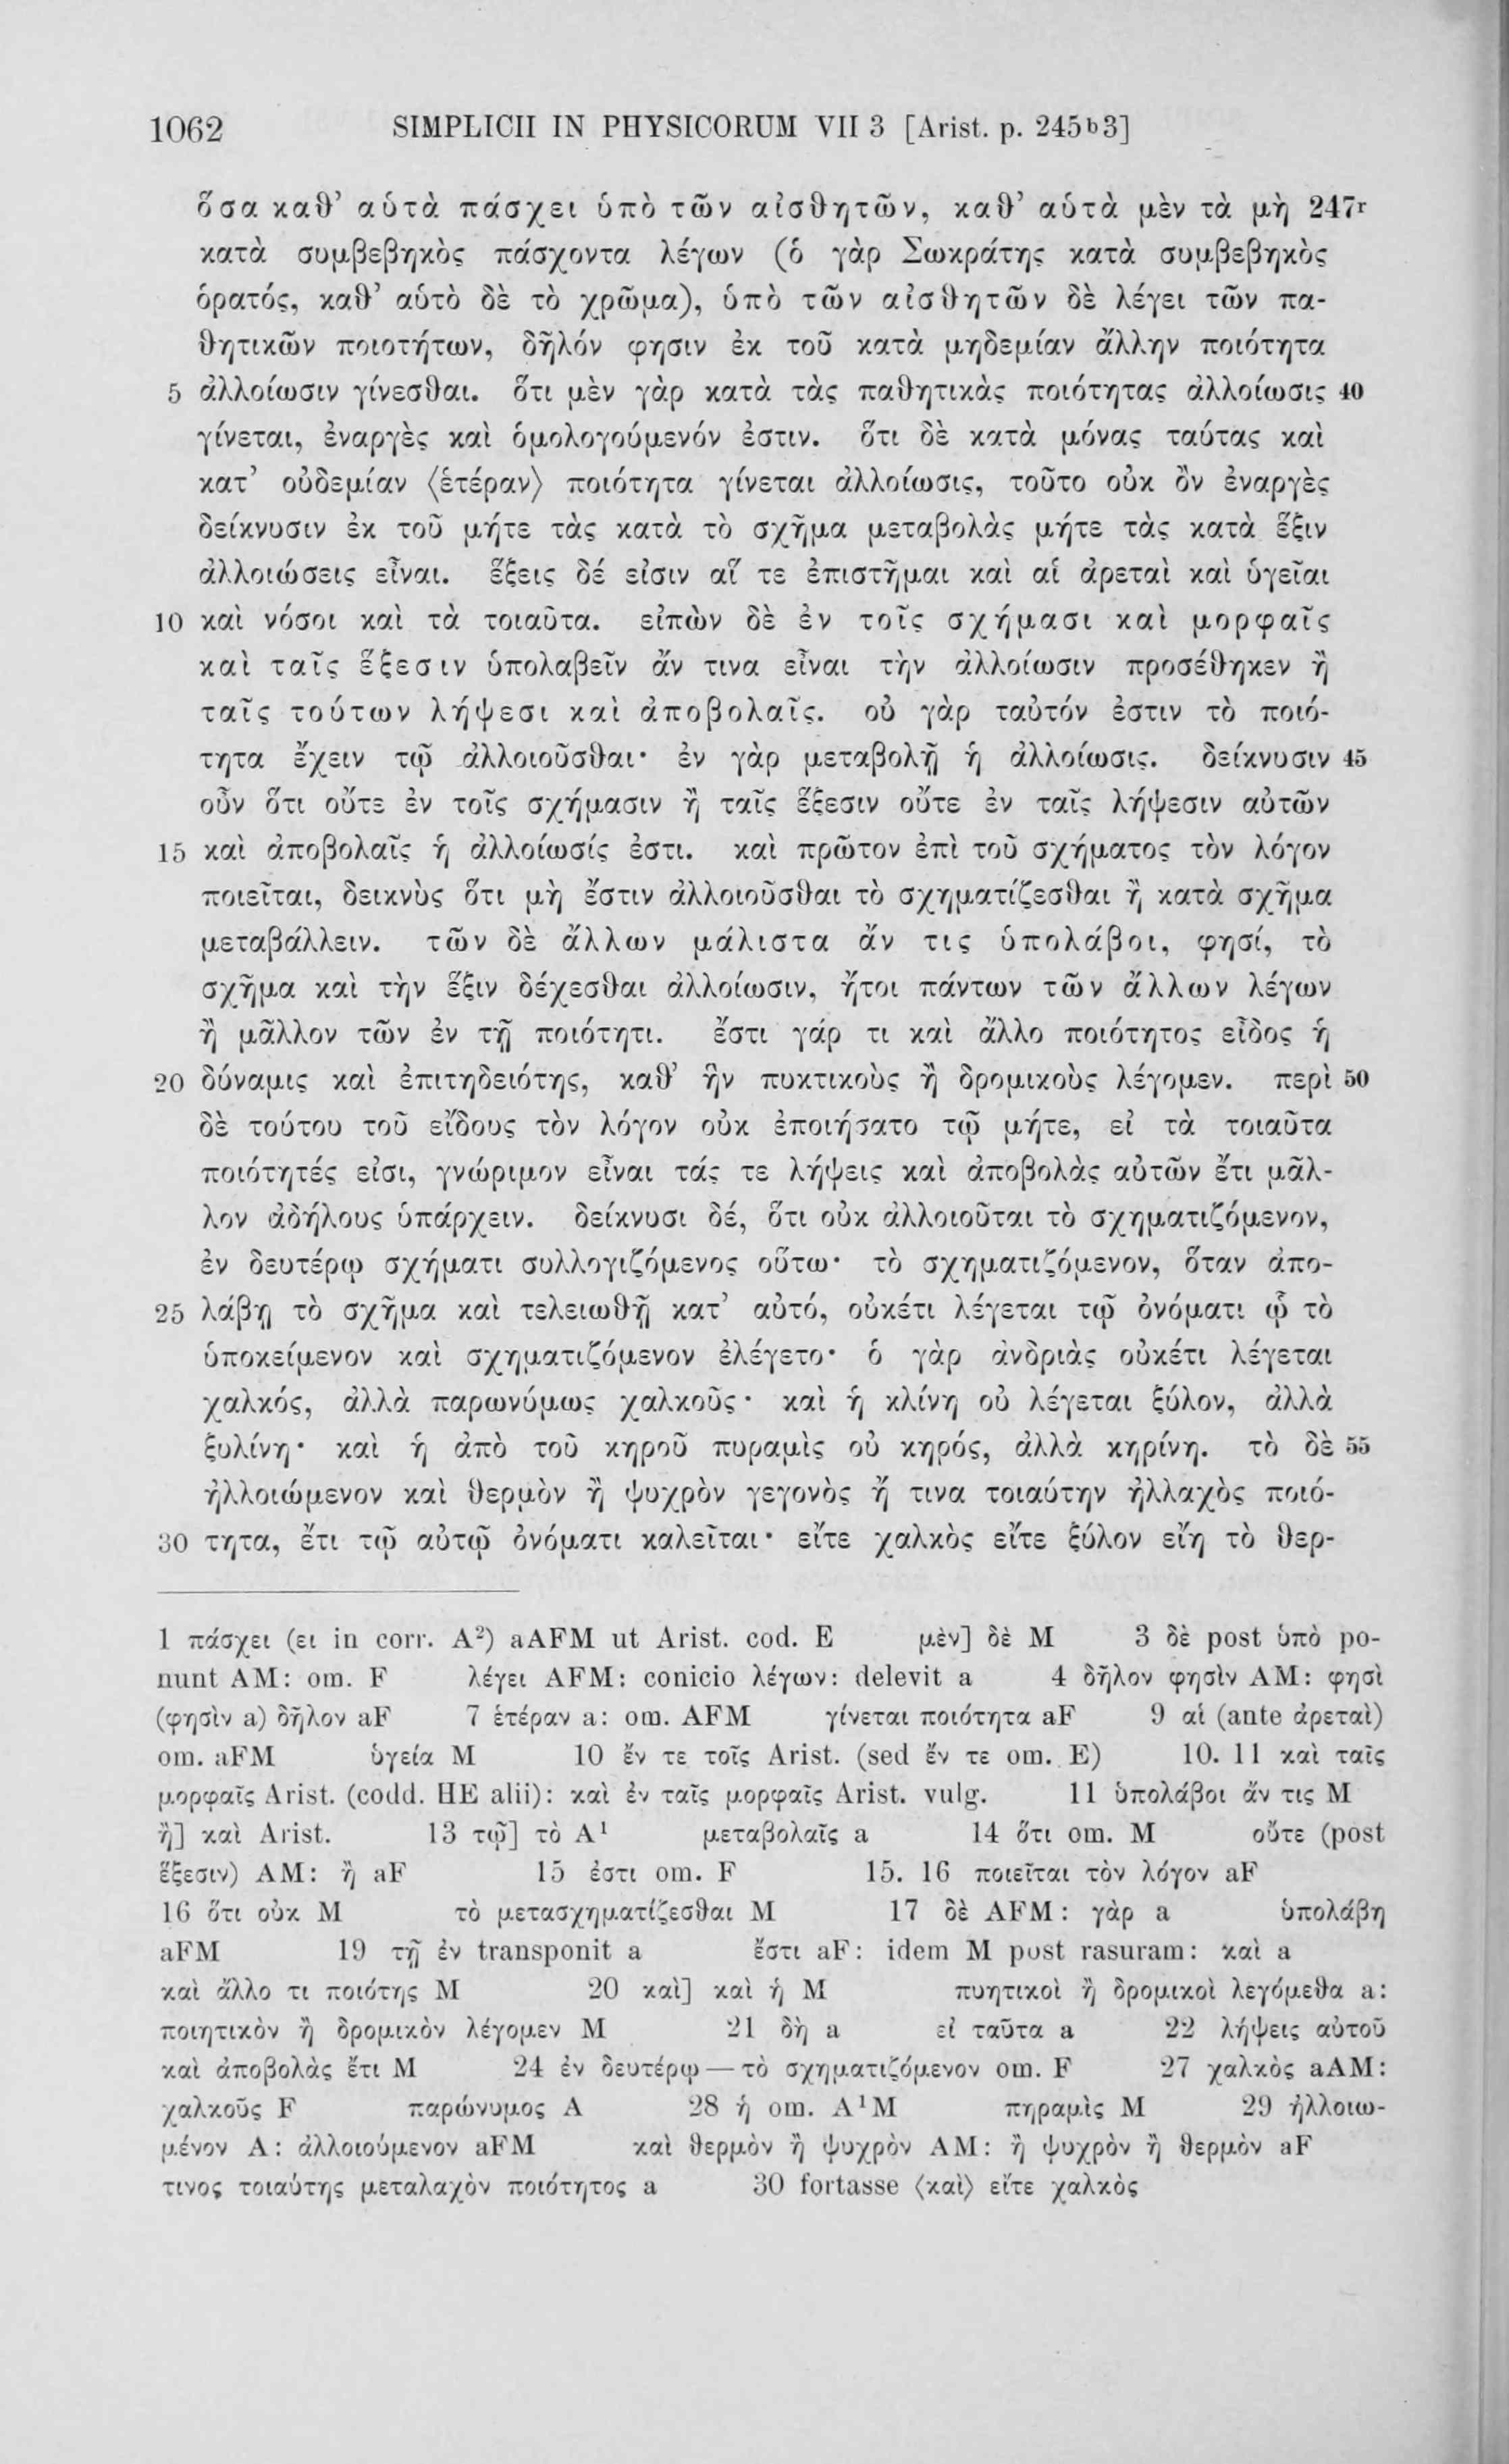 1062 SIMPLICII IN PHYSICORUM VII 3 [Arist. p. 245ᵇ3]
ὅσα καθ’ αὑτὰ πάσχει ὑπὸ τῶν αἰσθητῶν, καθ’ αὑτὰ μὲν τὰ μὴ 247ʳ
κατὰ συμβεβηκὸς πάσχοντα λέγων (ὁ γὰρ Σωκράτης κατὰ συμβεβηκὸς
ὁρατός, καθ’ αὑτὸ δὲ τὸ χρῶμα), ὑπὸ τῶν αἰσθητῶν δὲ λέγει τῶν πα-
θητικῶν ποιοτήτων, δῆλόν φησιν ἐκ τοῦ κατὰ μηδεμίαν ἄλλην ποιότητα
5 ἀλλοίωσιν γίνεσθαι. ὅτι μὲν γὰρ κατὰ τὰς παθητικὰς ποιότητας ἀλλοίωσις 40
γίνεται, ἐναργὲς καὶ ὁμολογούμενόν ἐστιν. ὅτι δὲ κατὰ μόνας ταύτας καὶ
κατ’ οὐδεμίαν ⟨ἑτέραν⟩ ποιότητα γίνεται ἀλλοίωσις, τοῦτο οὐκ ὂν ἐναργὲς
δείκνυσιν ἐκ τοῦ μήτε τὰς κατὰ τὸ σχῆμα μεταβολὰς μήτε τὰς κατὰ ἕξιν
ἀλλοιώσεις εἶναι. ἕξεις δέ εἰσιν αἵ τε ἐπιστῆμαι καὶ αἱ ἀρεταὶ καὶ ὑγεῖαι
10 καὶ νόσοι καὶ τὰ τοιαῦτα. εἰπὼν δὲ ἐν τοῖς σχήμασι καὶ μορφαῖς
καὶ ταῖς ἕξεσιν ὑπολαβεῖν ἄν τινα εἶναι τὴν ἀλλοίωσιν προσέθηκεν ἢ
ταῖς τούτων λήψεσι καὶ ἀποβολαῖς. οὐ γὰρ ταὐτόν ἐστιν τὸ ποιό-
τητα ἔχειν τῷ ἀλλοιοῦσθαι· ἐν γὰρ μεταβολῇ ἡ ἀλλοίωσις. δείκνυσιν 45
οὖν ὅτι οὔτε ἐν τοῖς σχήμασιν ἢ ταῖς ἕξεσιν οὔτε ἐν ταῖς λήψεσιν αὐτῶν
15 καὶ ἀποβολαῖς ἡ ἀλλοίωσίς ἐστι. καὶ πρῶτον ἐπὶ τοῦ σχήματος τὸν λόγον
ποιεῖται, δεικνὺς ὅτι μὴ ἔστιν ἀλλοιοῦσθαι τὸ σχηματίζεσθαι ἢ κατὰ σχῆμα
μεταβάλλειν. τῶν δὲ ἄλλων μάλιστα ἄν τις ὑπολάβοι, φησί, τὸ
σχῆμα καὶ τὴν ἕξιν δέχεσθαι ἀλλοίωσιν, ἤτοι πάντων τῶν ἄλλων λέγων
ἢ μᾶλλον τῶν ἐν τῇ ποιότητι. ἔστι γάρ τι καὶ ἄλλο ποιότητος εἶδος ἡ
20 δύναμις καὶ ἐπιτηδειότης, καθ’ ἣν πυκτικοὺς ἢ δρομικοὺς λέγομεν. περὶ 50
δὲ τούτου τοῦ εἴδους τὸν λόγον οὐκ ἐποιήσατο τῷ μήτε, εἰ τὰ τοιαῦτα
ποιότητές εἰσι, γνώριμον εἶναι τάς τε λήψεις καὶ ἀποβολὰς αὐτῶν ἔτι μᾶλ-
λον ἀδήλους ὑπάρχειν. δείκνυσι δέ, ὅτι οὐκ ἀλλοιοῦται τὸ σχηματιζόμενον,
ἐν δευτέρῳ σχήματι συλλογιζόμενος οὕτω· τὸ σχηματιζόμενον, ὅταν ἀπο-
25 λάβῃ τὸ σχῆμα καὶ τελειωθῇ κατ’ αὐτό, οὐκέτι λέγεται τῷ ὀνόματι ᾧ τὸ
ὑποκείμενον καὶ σχηματιζόμενον ἐλέγετο· ὁ γὰρ ἀνδριὰς οὐκέτι λέγεται
χαλκός, ἀλλὰ παρωνύμως χαλκοῦς· καὶ ἡ κλίνη οὐ λέγεται ξύλον, ἀλλὰ
ξυλίνη· καὶ ἡ ἀπὸ τοῦ κηροῦ πυραμὶς οὐ κηρός, ἀλλὰ κηρίνη. τὸ δὲ 55
ἠλλοιώμενον καὶ θερμὸν ἢ ψυχρὸν γεγονὸς ἤ τινα τοιαύτην ἠλλαχὸς ποιό-
30 τητα, ἔτι τῷ αὐτῷ ὀνόματι καλεῖται· εἴτε χαλκὸς εἴτε ξύλον εἴη τὸ θερ-
1 πάσχει (ει in corr. A²) aAFM ut Arist. cod. E μὲν] δὲ M 3 δὲ post ὑπὸ po-
nunt AM: om. F λέγει AFM: conicio λέγων: delevit a 4 δῆλον φησὶν AM: φησὶ
(φησὶν a) δῆλον aF 7 ἑτέραν a: om. AFM γίνεται ποιότητα aF 9 αἱ (ante ἀρεταὶ)
om. aFM ὑγεία M 10 ἔν τε τοῖς Arist. (sed ἔν τε om. E) 10. 11 καὶ ταῖς
μορφαῖς Arist. (codd. HE alii): καὶ ἐν ταῖς μορφαῖς Arist. vulg. 11 ὑπολάβοι ἄν τις M
ἢ] καὶ Arist. 13 τῷ] τὸ A¹ μεταβολαῖς a 14 ὅτι om. M οὔτε (post
ἕξεσιν) AM: ἢ aF 15 ἐστι om. F 15. 16 ποιεῖται τὸν λόγον aF
16 ὅτι οὐκ M τὸ μετασχηματίζεσθαι M 17 δὲ AFM: γὰρ a ὑπολάβη
aFM 19 τῇ ἐν transponit a ἔστι aF: idem M post rasuram: καὶ a
καὶ ἄλλο τι ποιότης M 20 καὶ] καὶ ἡ M πυητικοὶ ἢ δρομικοὶ λεγόμεθα a:
ποιητικὸν ἢ δρομικὸν λέγομεν M 21 δὴ a εἰ ταῦτα a 22 λήψεις αὐτοῦ
καὶ ἀποβολὰς ἔτι M 24 ἐν δευτέρῳ — τὸ σχηματιζόμενον om. F 27 χαλκὸς aAM:
χαλκοῦς F παρώνυμος A 28 ἡ om. A¹M πηραμὶς M 29 ἠλλοιω-
μένον A: ἀλλοιούμενον aFM καὶ θερμὸν ἢ ψυχρὸν AM: ἢ ψυχρὸν ἢ θερμὸν aF
τινος τοιαύτης μεταλαχὸν ποιότητος a 30 fortasse ⟨καὶ⟩ εἴτε χαλκὸς